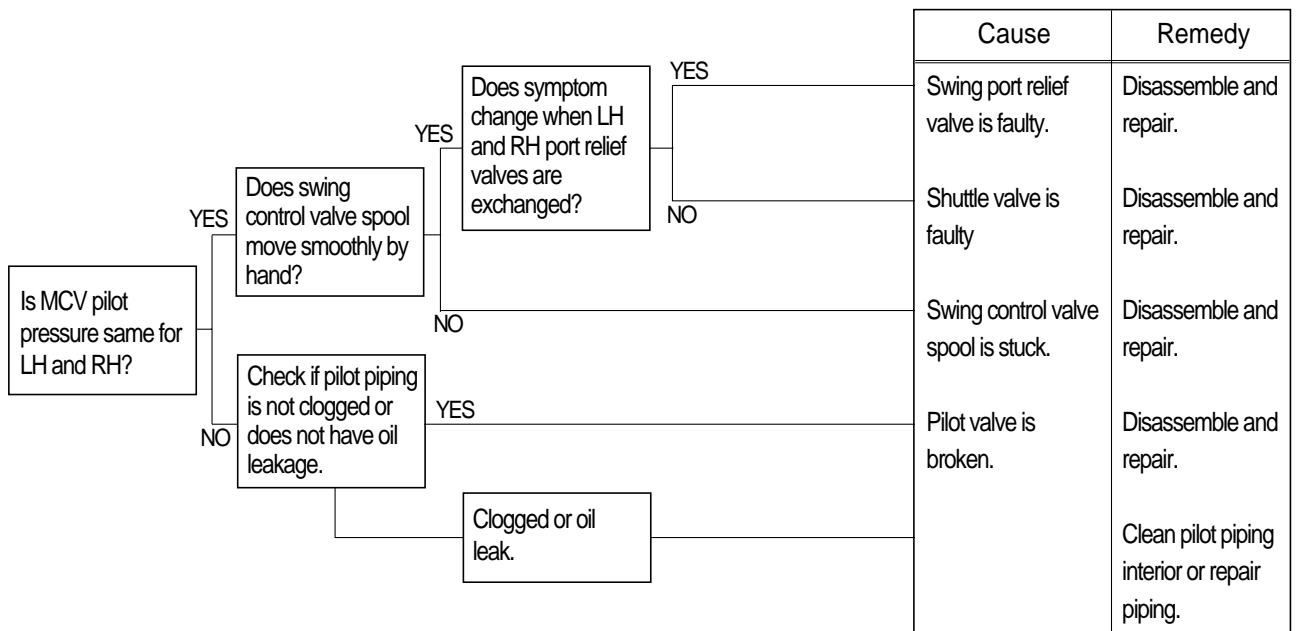 Cause
Remedy
YES
Does symptom
change when LH
and RH port relief
valves are
exchanged?
Swing port relief
valve is faulty.
Disassemble and
repair.
YES
Does swing
control valve spool
move smoothly by
hand?
YES
NO
Shuttle valve is
faulty
Disassemble and
repair.
Is MCV pilot
pressure same for
LH and RH?
NO
Swing control valve
spool is stuck.
Disassemble and
repair.
Check if pilot piping
is not clogged or
does not have oil
leakage.
NO
YES
Pilot valve is
broken.
Disassemble and
repair.
Clogged or oil
leak.
Clean pilot piping
interior or repair
piping.